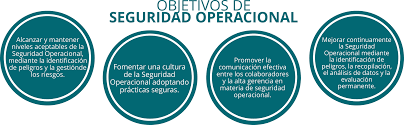 OBJETIVOS DE
SEGURIDAD OPERACIONAL
Alcanzar y mantener
niveles aceptables de la
Seguridad Operacional,
mediante la identificación
de peligros y la gestiónde
los riesgos.
Fomentar una cultura
de la Seguridad
Operacional adoptando
prácticas seguras.
Promover la
comunicación efectiva
entre los colaboradores
y la alta gerencia en
materia de seguridad
operacional.
Mejorar continuamente
la Seguridad
Operacional mediante
la identificación de
peligros, la recopilación,
el análisis de datos y la
evaluación
permanente.